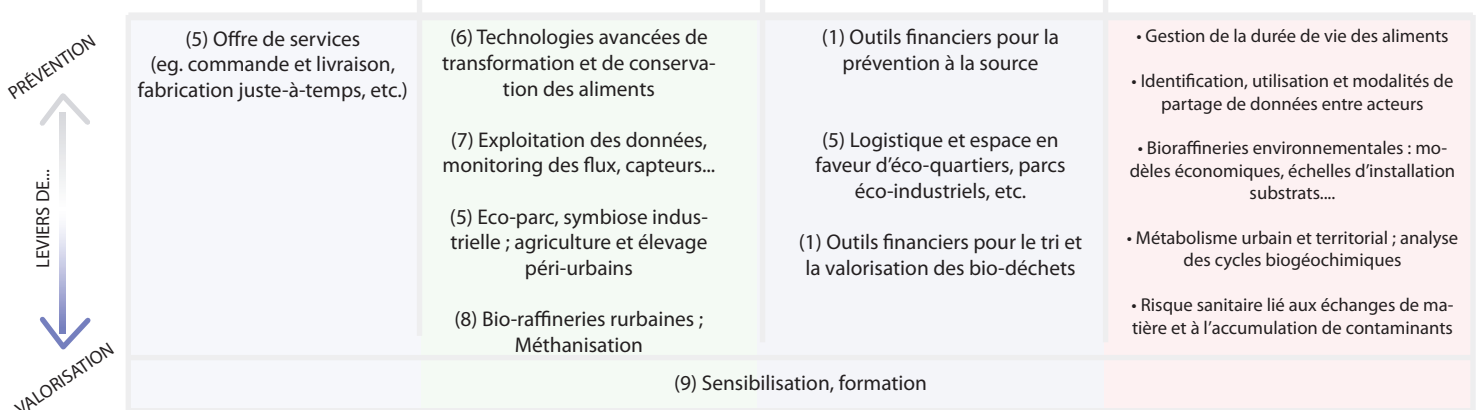 PRÉVENTION
LEVIERS DE...
VALORISATION
(5) Offre de services
(eg. commande et livraison,
fabrication juste-à-temps, etc.)
(6) Technologies avancées de
transformation et de conserva-
tion des aliments
(7) Exploitation des données,
monitoring des flux, capteurs...
(5) Eco-parc, symbiose indus-
trielle ; agriculture et élevage
péri-urbains
(8) Bio-raffineries rurbaines ;
Méthanisation
(1) Outils financiers pour la
prévention à la source
(5) Logistique et espace en
faveur d’éco-quartiers, parcs
éco-industriels, etc.
(1) Outils financiers pour le tri et
la valorisation des bio-déchets
• Gestion de la durée de vie des aliments
• Identification, utilisation et modalités de
partage de données entre acteurs
• Bioraffineries environnementales : mo-
dèles économiques, échelles d’installation
substrats....
• Métabolisme urbain et territorial ; analyse
des cycles biogéochimiques
• Risque sanitaire lié aux échanges de ma-
tière et à l’accumulation de contaminants
(9) Sensibilisation, formation